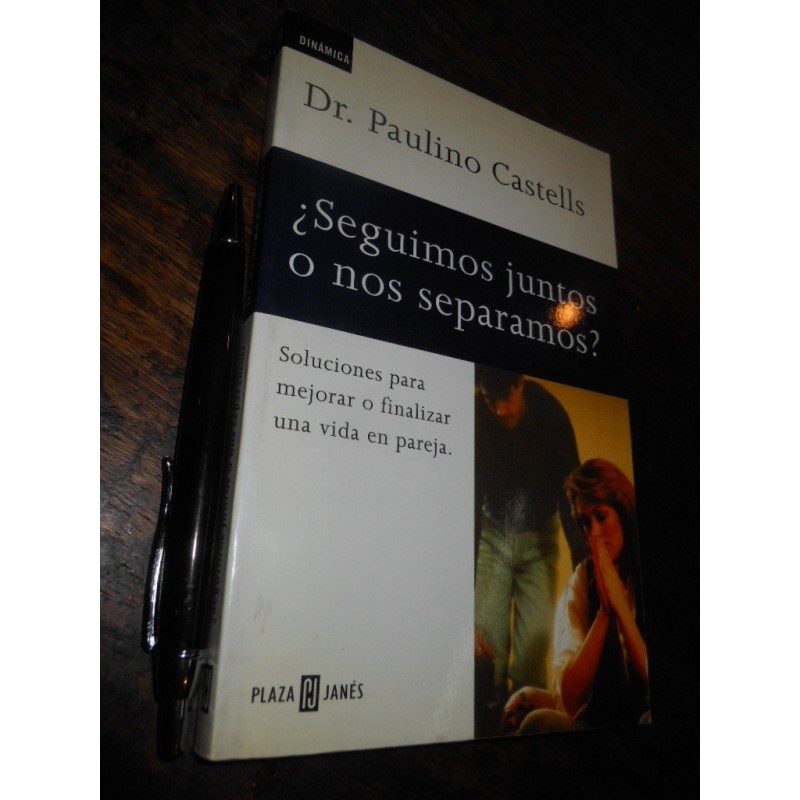 DINÁMICA
Dr. Paulino Castells
¿Seguimos juntos
o nos separamos?
Soluciones para
mejorar o finalizar
una vida en pareja.
PLAZA JANÉS